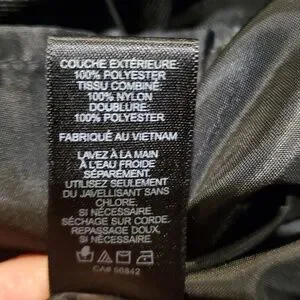 COUCHE EXTÉRIEURE:
100% POLYESTER
TISSU COMBINÉ:
100% NYLON
DOUBLURE:
100% POLYESTER
FABRIQUÉ AU VIETNAM
LAVEZ À LA MAIN
À L'EAU FROIDE
SÉPARÉMENT.
UTILISEZ SEULEMENT
DU JAVELLISANT SANS
CHLORE,
SI NÉCESSAIRE.
SÉCHAGE SUR CORDE.
REPASSAGE DOUX,
SI NÉCESSAIRE.
CA# 56842